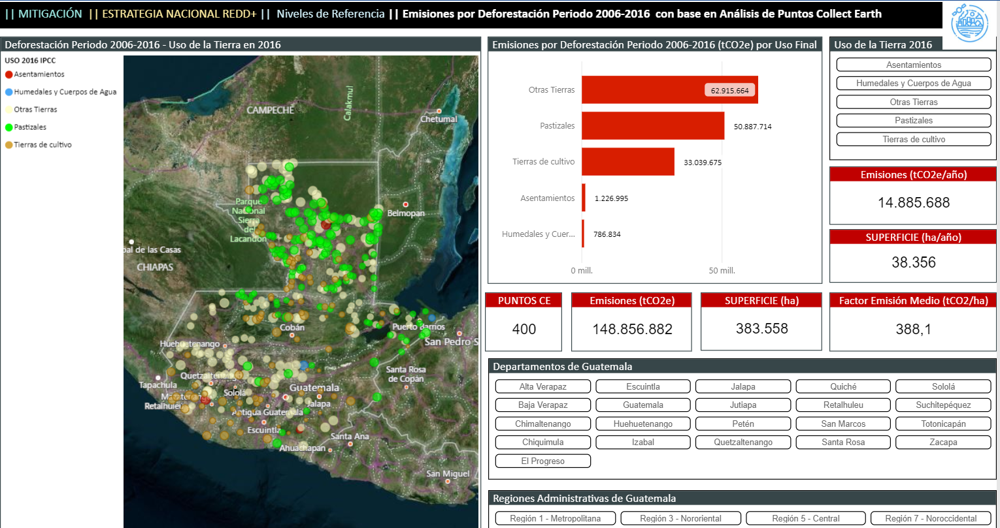 || MITIGACIÓN || ESTRATEGIA NACIONAL REDD+ || Niveles de Referencia || Emisiones por Deforestación Periodo 2006-2016 con base en Análisis de Puntos Collect Earth
Deforestación Periodo 2006-2016 - Uso de la Tierra en 2016
USO 2016 IPCC
Asentamientos
Humedales y Cuerpos de Agua
Otras Tierras
Pastizales
Tierras de cultivo
CAMPECHE
Calakmul
Chetumal
Parque
Nacional
Sierra
del
Lacandon
Belmopan
bal de las Casas
CHIAPAS
Cobán
Puerto Barrios
San Pedro S
Huehuetenango
Quetzaltenango
Santa Rosa
de Copán
Tapachula
Sololá
Guatemala
Mazatenango
Jalapa
Retalhuleu
Antigua Guatemala
Escuintla
Santa Ana
Ahuachapan
San Miguel
Emisiones por Deforestación Periodo 2006-2016 (tCO2e) por Uso Final
Otras Tierras
62.915.664
Pastizales
50.887.714
Tierras de cultivo
33.039.675
Asentamientos
1.226.995
Humedales y Cuer...
786.834
0 mill.
50 mill.
Uso de la Tierra 2016
Asentamientos
Humedales y Cuerpos de Agua
Otras Tierras
Pastizales
Tierras de cultivo
Emisiones (tCO2e/año)
14.885.688
SUPERFICIE (ha/año)
38.356
PUNTOS CE
400
Emisiones (tCO2e)
148.856.882
SUPERFICIE (ha)
383.558
Factor Emisión Medio (tCO2/ha)
388,1
Departamentos de Guatemala
Alta Verapaz
Escuintla
Jalapa
Quiché
Sololá
Baja Verapaz
Guatemala
Jutiapa
Retalhuleu
Suchitepéquez
Chimaltenango
Huehuetenango
Petén
San Marcos
Totonicapán
Chiquimula
Izabal
Quetzaltenango
Santa Rosa
Zacapa
El Progreso
Regiones Administrativas de Guatemala
Región 1 - Metropolitana
Región 3 - Nororiental
Región 5 - Central
Región 7 - Noroccidental